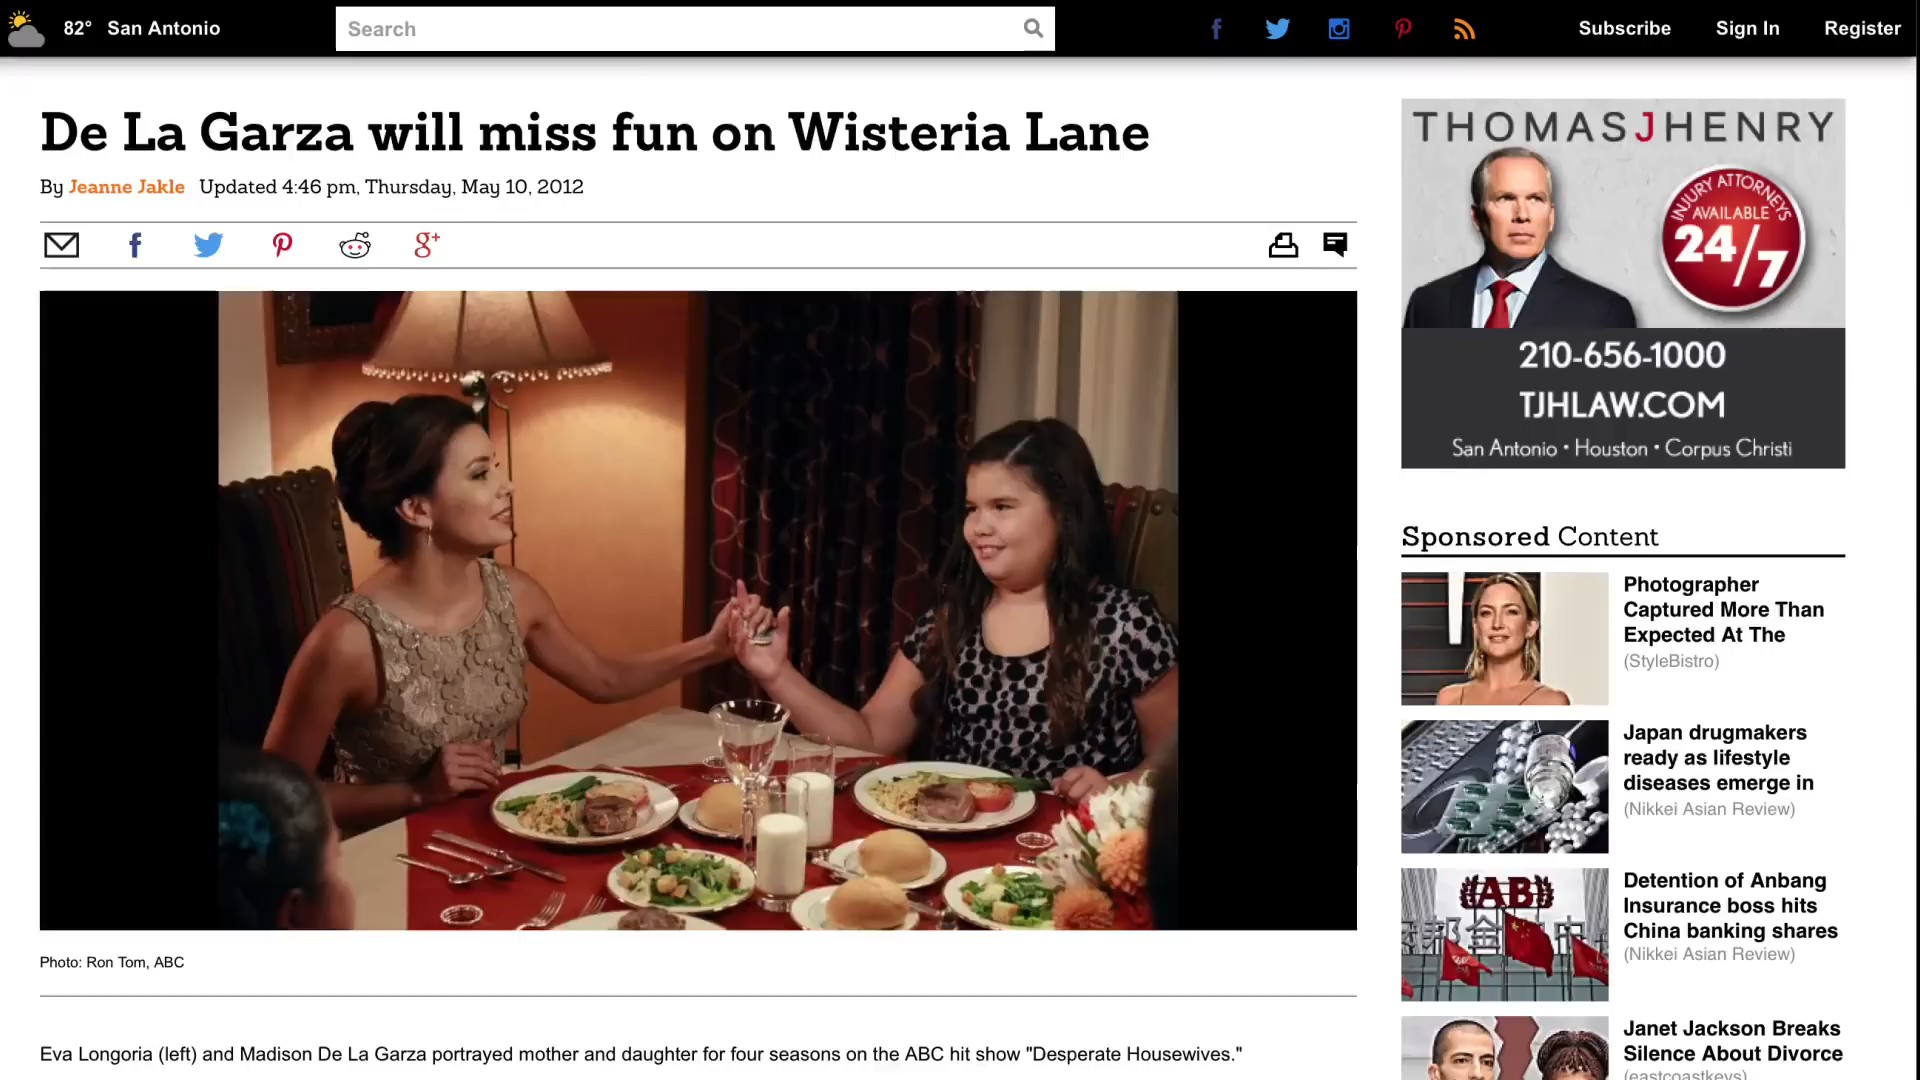 82° San Antonio
Search
Subscribe
Sign In
Register
De La Garza will miss fun on Wisteria Lane
By Jeanne Jakle Updated 4:46 pm, Thursday, May 10, 2012
Photo: Ron Tom, ABC
Eva Longoria (left) and Madison De La Garza portrayed mother and daughter for four seasons on the ABC hit show "Desperate Housewives."
THOMAS J HENRY
INJURY ATTORNEYS
AVAILABLE
24/7
210-656-1000
TJHLAW.COM
San Antonio • Houston • Corpus Christi
Sponsored Content
Photographer
Captured More Than
Expected At The
(StyleBistro)
Japan drugmakers
ready as lifestyle
diseases emerge in
(Nikkei Asian Review)
AB
Detention of Anbang
Insurance boss hits
China banking shares
(Nikkei Asian Review)
Janet Jackson Breaks
Silence About Divorce
(eastcoastkeys)